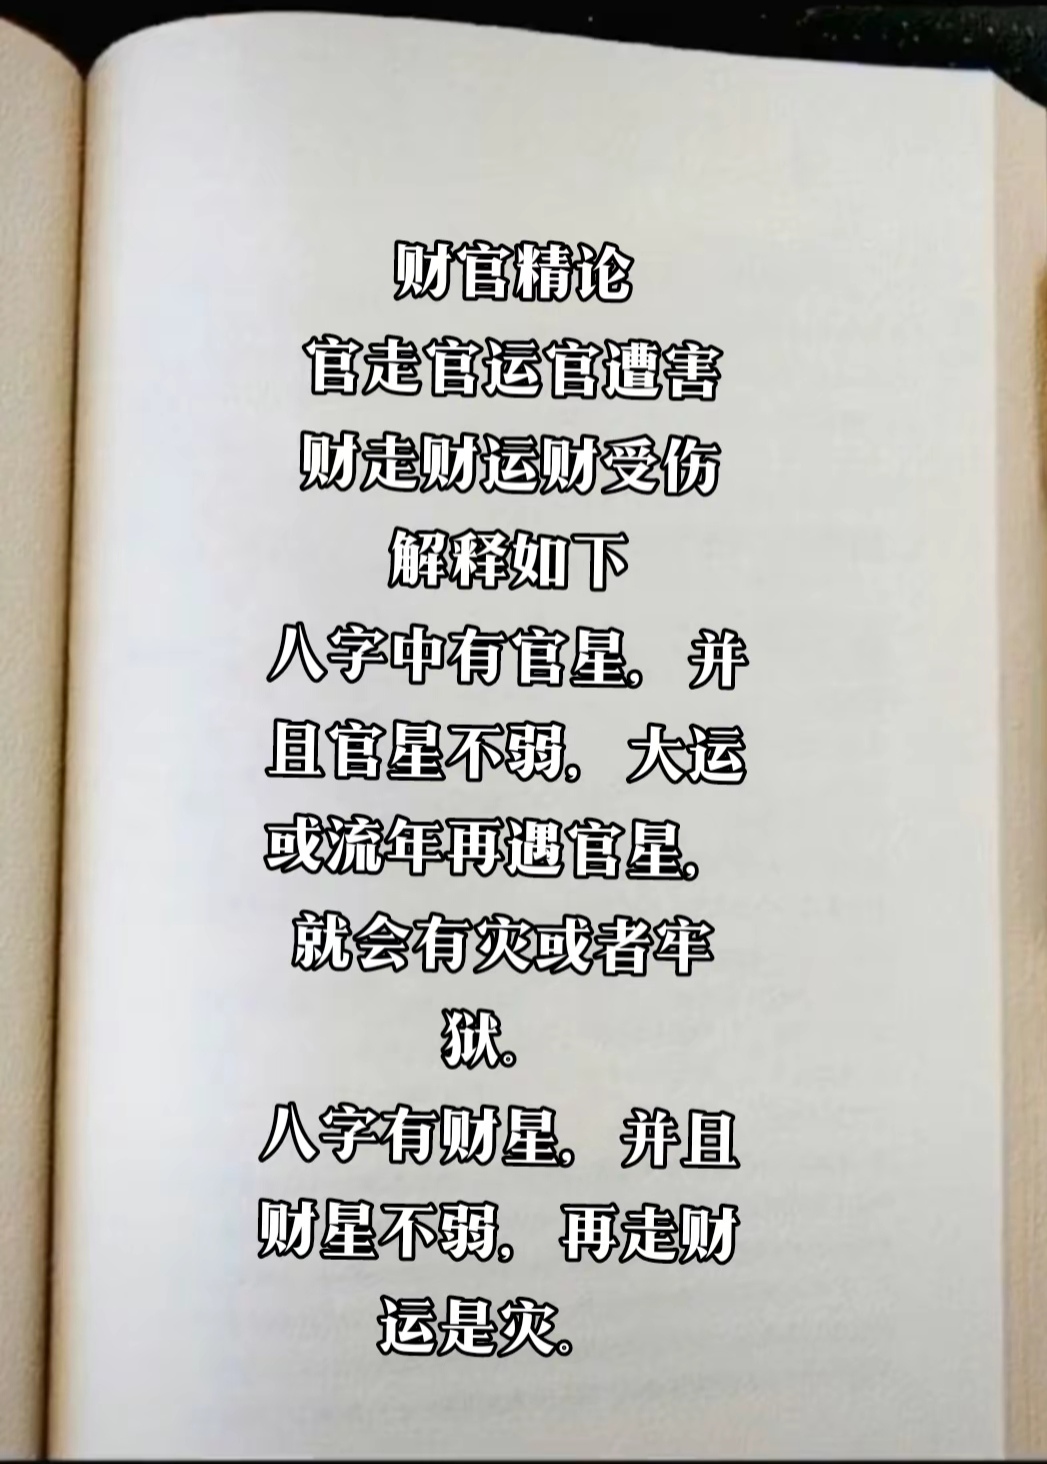 财官精论
官走官运官遭害
财走财运财受伤
解释如下
八字中有官星，并
且官星不弱，大运
或流年再遇官星，
就会有灾或者牢
狱。
八字有财星，并且
财星不弱，再走财
运是灾。